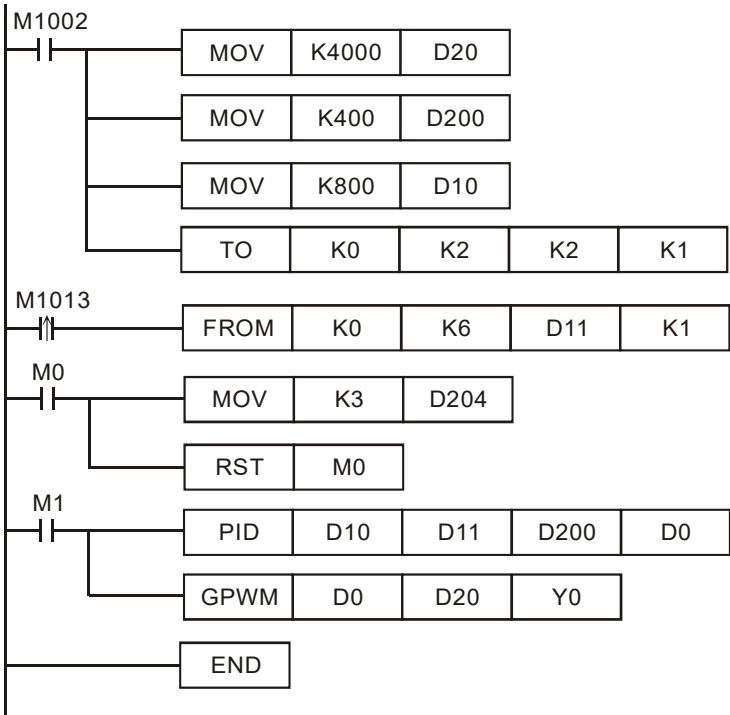 M1002
MOV K4000 D20
MOV K400 D200
MOV K800 D10
TO K0 K2 K2 K1
M1013
FROM K0 K6 D11 K1
M0
MOV K3 D204
RST M0
M1
PID D10 D11 D200 D0
GPWM D0 D20 Y0
END